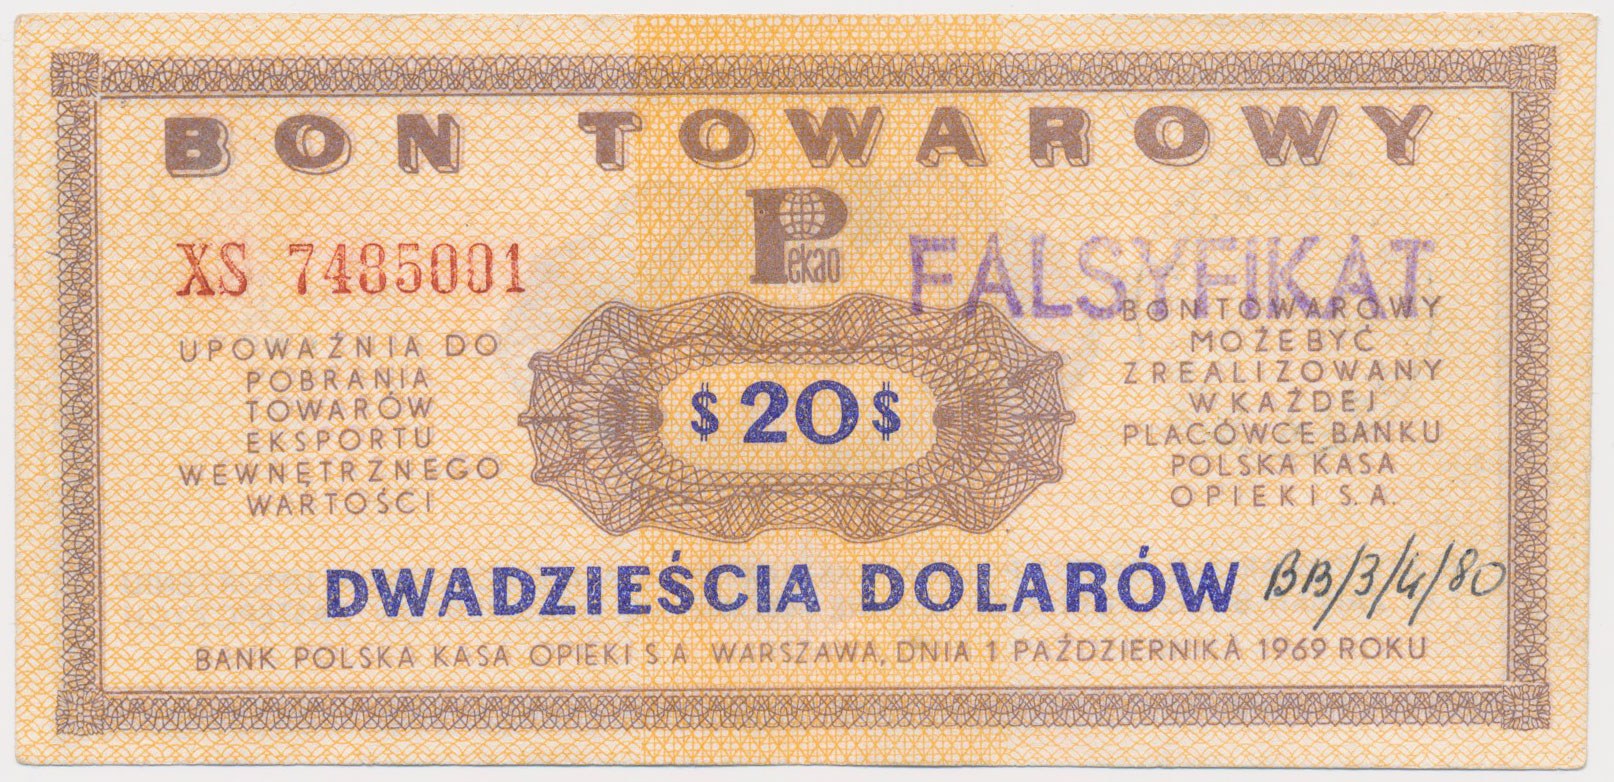 BON TOWAROWY
Pekao
XS 7485001
FALSYFIKAT
UPOWAŻNIA DO
POBRANIA
TOWARÓW
EKSPORTU
WEWNĘTRZNEGO
WARTOŚCI
$20$
BON TOWAROWY
MOŻE BYĆ
ZREALIZOWANY
W KAŻDEJ
PLACÓWCE BANKU
POLSKA KASA
OPIEKI S.A.
DWADZIEŚCIA DOLARÓW
BB/3/4/80
BANK POLSKA KASA OPIEKI S.A. WARSZAWA, DNIA 1 PAŹDZIERNIKA 1969 ROKU